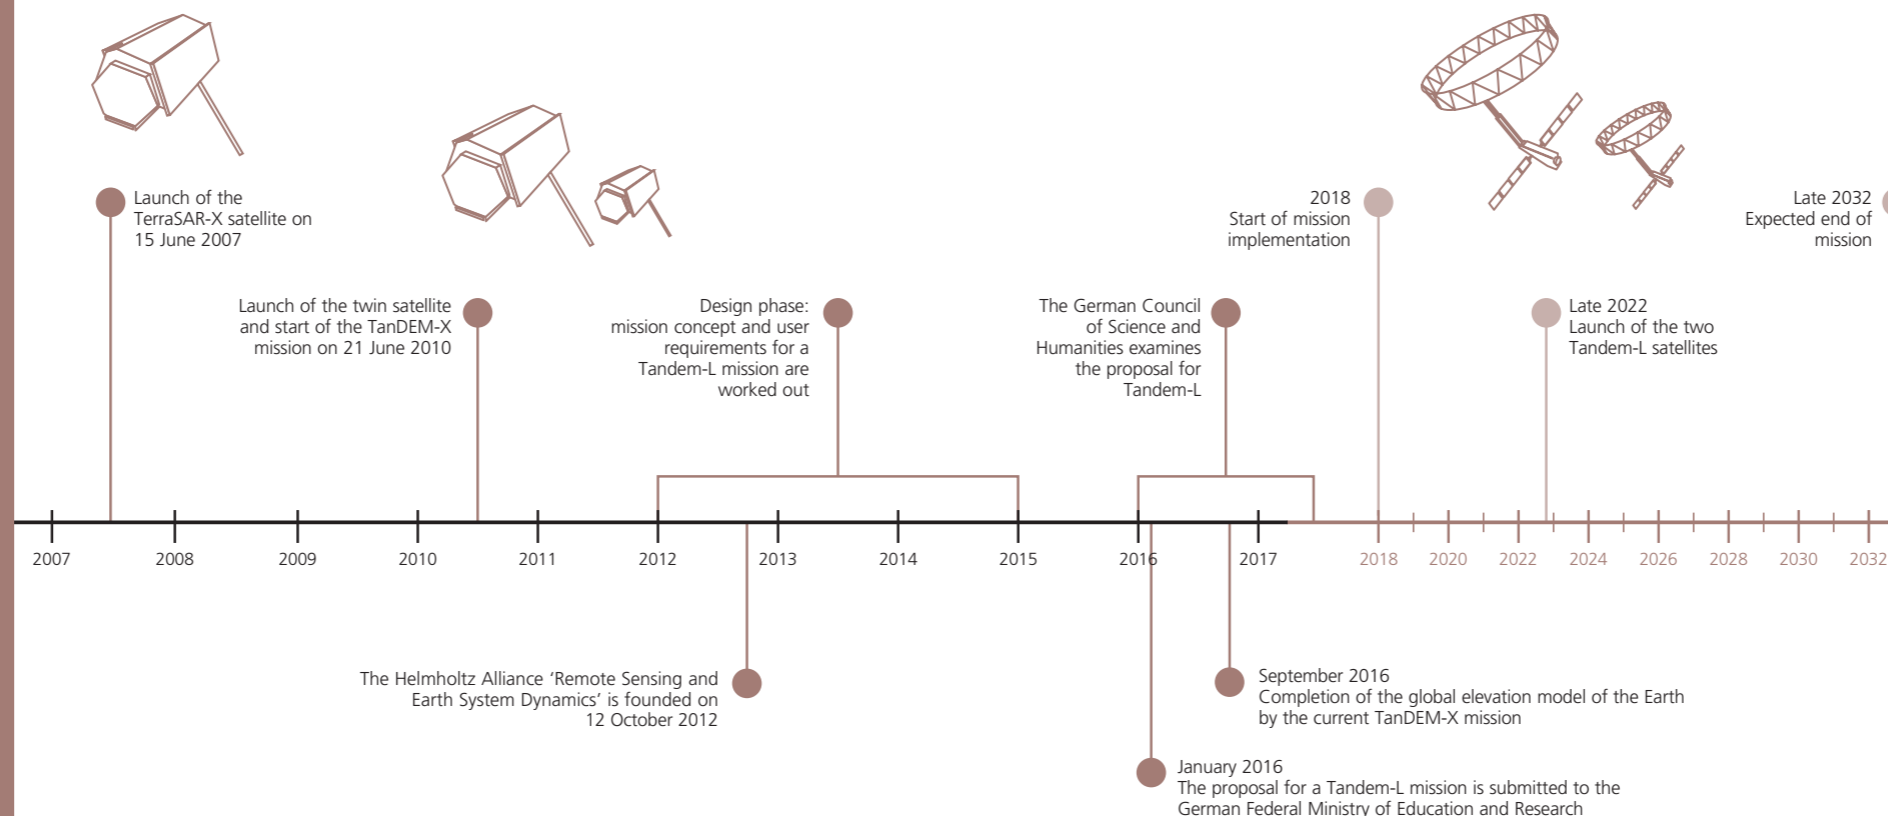 Launch of the
TerraSAR-X satellite on
15 June 2007
2018
Start of mission
implementation
Late 2032
Expected end of
mission
Launch of the twin satellite
and start of the TanDEM-X
mission on 21 June 2010
Design phase:
mission concept and user
requirements for a
Tandem-L mission are
worked out
The German Council
of Science and
Humanities examines
the proposal for
Tandem-L
Late 2022
Launch of the two
Tandem-L satellites
2007 2008 2009 2010 2011 2012 2013 2014 2015 2016 2017 2018 2020 2022 2024 2026 2028 2030 2032
The Helmholtz Alliance ‘Remote Sensing and
Earth System Dynamics’ is founded on
12 October 2012
September 2016
Completion of the global elevation model of the Earth
by the current TanDEM-X mission
January 2016
The proposal for a Tandem-L mission is submitted to the
German Federal Ministry of Education and Research